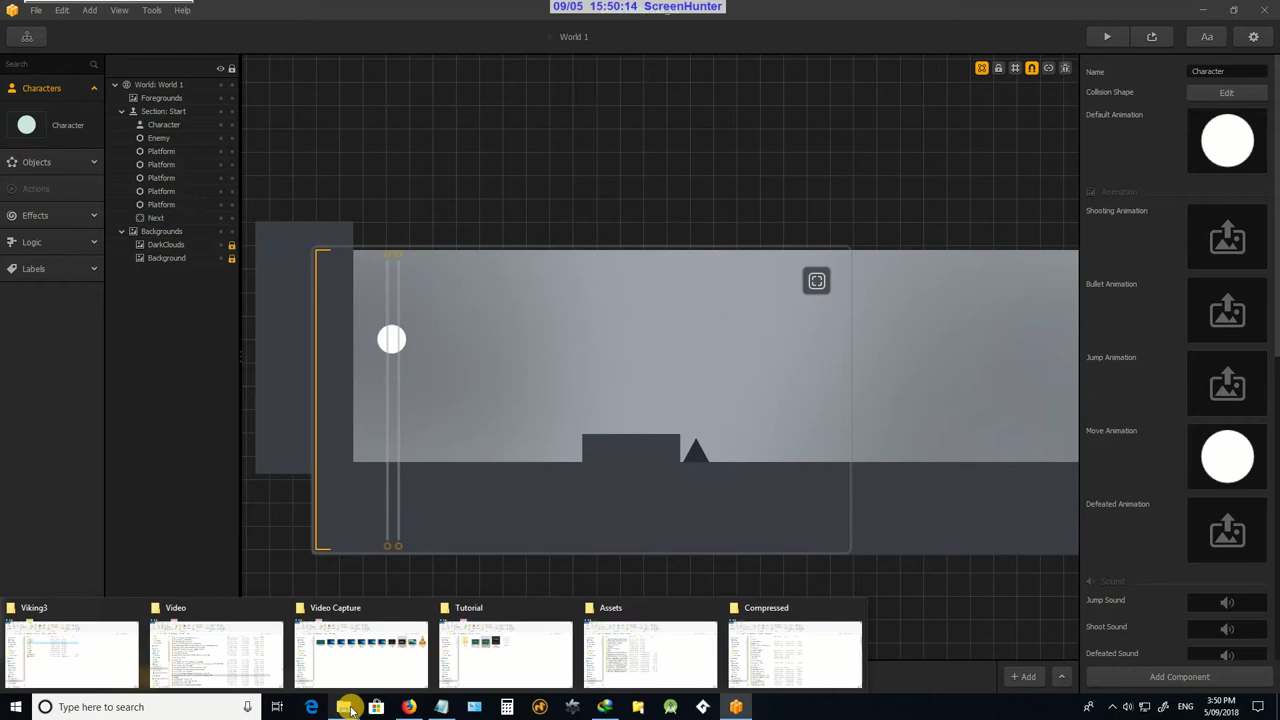 09/05 15:50:14 ScreenHunter
File Edit Add View Tools Help
World 1
Aa
Search
Characters
Character
Objects
Actions
Effects
Logic
Labels
World: World 1
Foregrounds
Section: Start
Character
Enemy
Platform
Platform
Platform
Platform
Platform
Next
Backgrounds
DarkClouds
Background
Name Character
Collision Shape Edit
Default Animation
Animation
Shooting Animation
Bullet Animation
Jump Animation
Move Animation
Defeated Animation
Sound
Jump Sound
Shoot Sound
Defeated Sound
Add Component
Add
Viking3 Video Video Capture Tutorial Assets Compressed
Type here to search
3:50 PM
5/09/2018